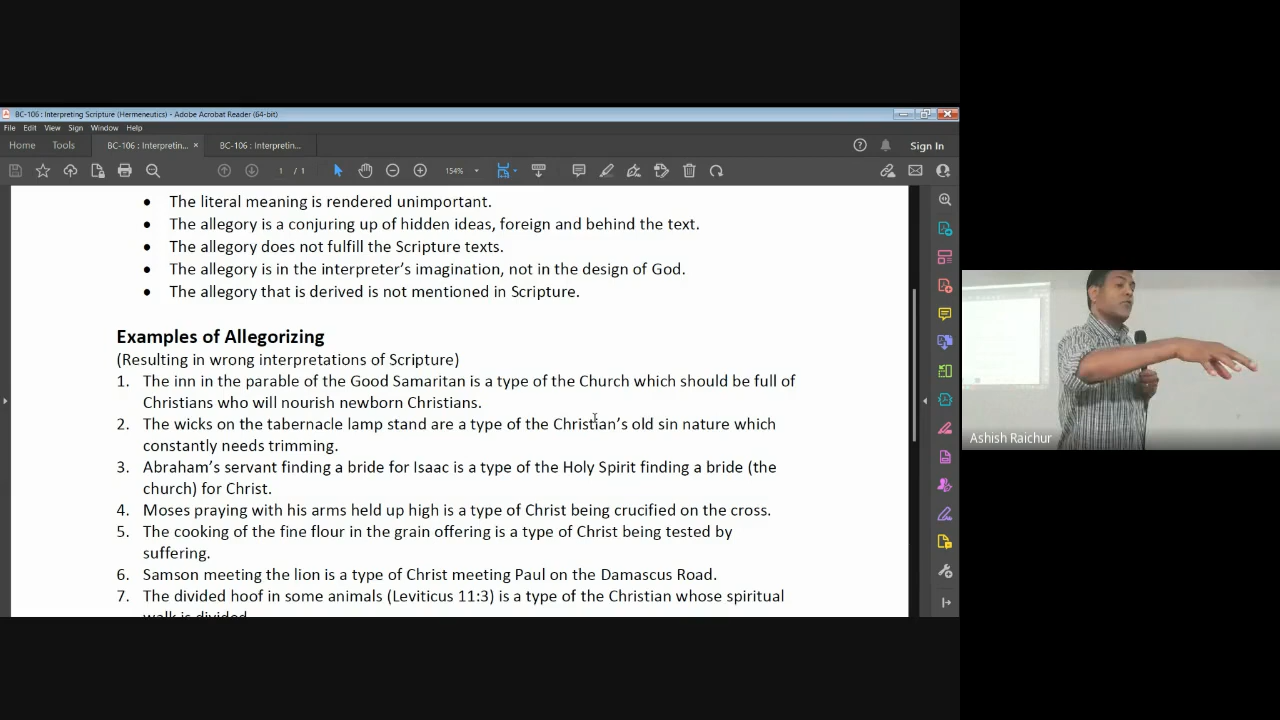 BC-106 : Interpreting Scripture (Hermeneutics) - Adobe Acrobat Reader (64-bit)
File Edit View Sign Window Help
Home Tools BC-106 : Interpretin... × BC-106 : Interpretin... Sign In
1 / 1 154%
• The literal meaning is rendered unimportant.
• The allegory is a conjuring up of hidden ideas, foreign and behind the text.
• The allegory does not fulfill the Scripture texts.
• The allegory is in the interpreter's imagination, not in the design of God.
• The allegory that is derived is not mentioned in Scripture.
Examples of Allegorizing
(Resulting in wrong interpretations of Scripture)
1. The inn in the parable of the Good Samaritan is a type of the Church which should be full of
Christians who will nourish newborn Christians.
2. The wicks on the tabernacle lamp stand are a type of the Christian's old sin nature which
constantly needs trimming.
3. Abraham's servant finding a bride for Isaac is a type of the Holy Spirit finding a bride (the
church) for Christ.
4. Moses praying with his arms held up high is a type of Christ being crucified on the cross.
5. The cooking of the fine flour in the grain offering is a type of Christ being tested by
suffering.
6. Samson meeting the lion is a type of Christ meeting Paul on the Damascus Road.
7. The divided hoof in some animals (Leviticus 11:3) is a type of the Christian whose spiritual
walk is divided.
Ashish Raichur